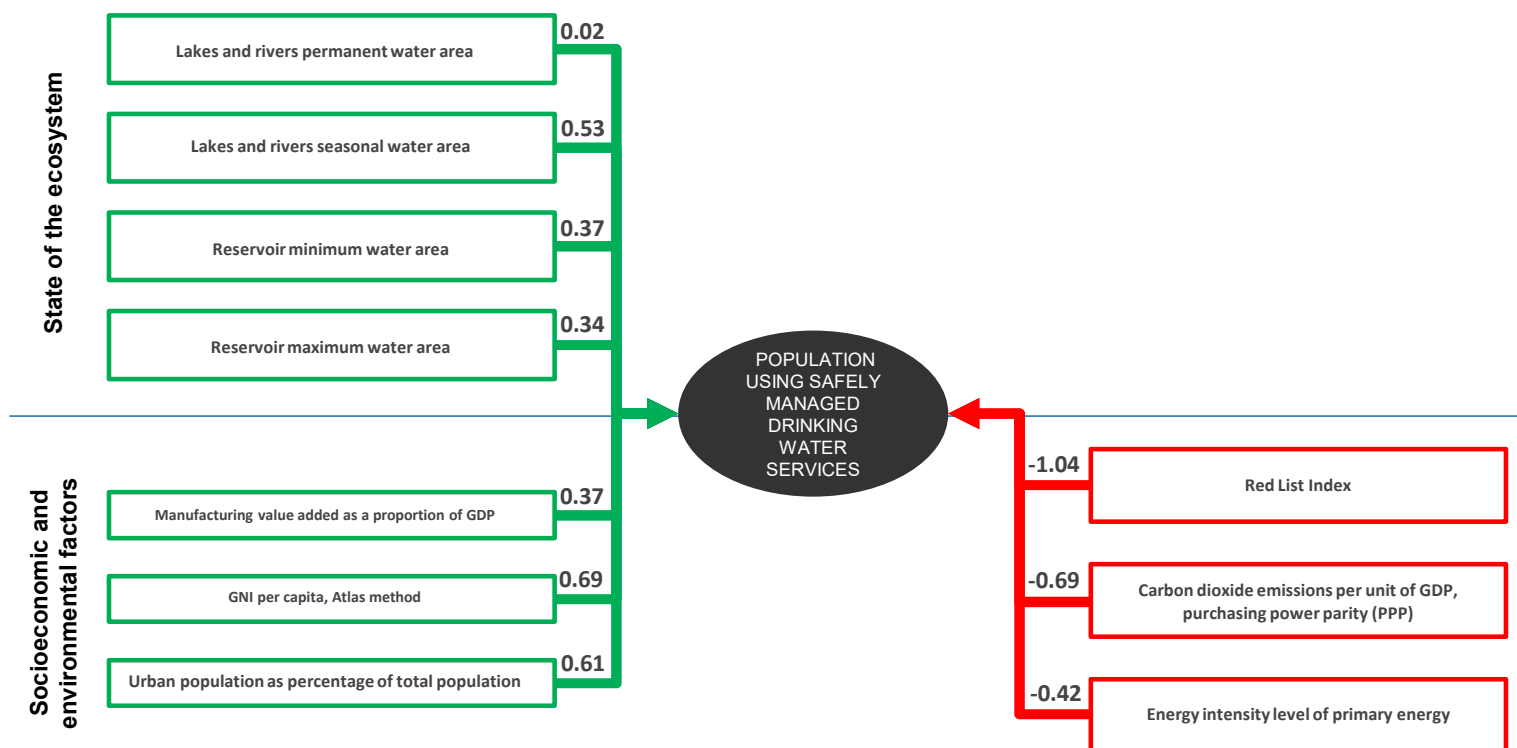 State of the ecosystem
Lakes and rivers permanent water area
0.02
Lakes and rivers seasonal water area
0.53
Reservoir minimum water area
0.37
Reservoir maximum water area
0.34
POPULATION
USING SAFELY
MANAGED
DRINKING
WATER
SERVICES
Socioeconomic and
environmental factors
Manufacturing value added as a proportion of GDP
0.37
GNI per capita, Atlas method
0.69
Urban population as percentage of total population
0.61
-1.04
Red List Index
-0.69
Carbon dioxide emissions per unit of GDP,
purchasing power parity (PPP)
-0.42
Energy intensity level of primary energy